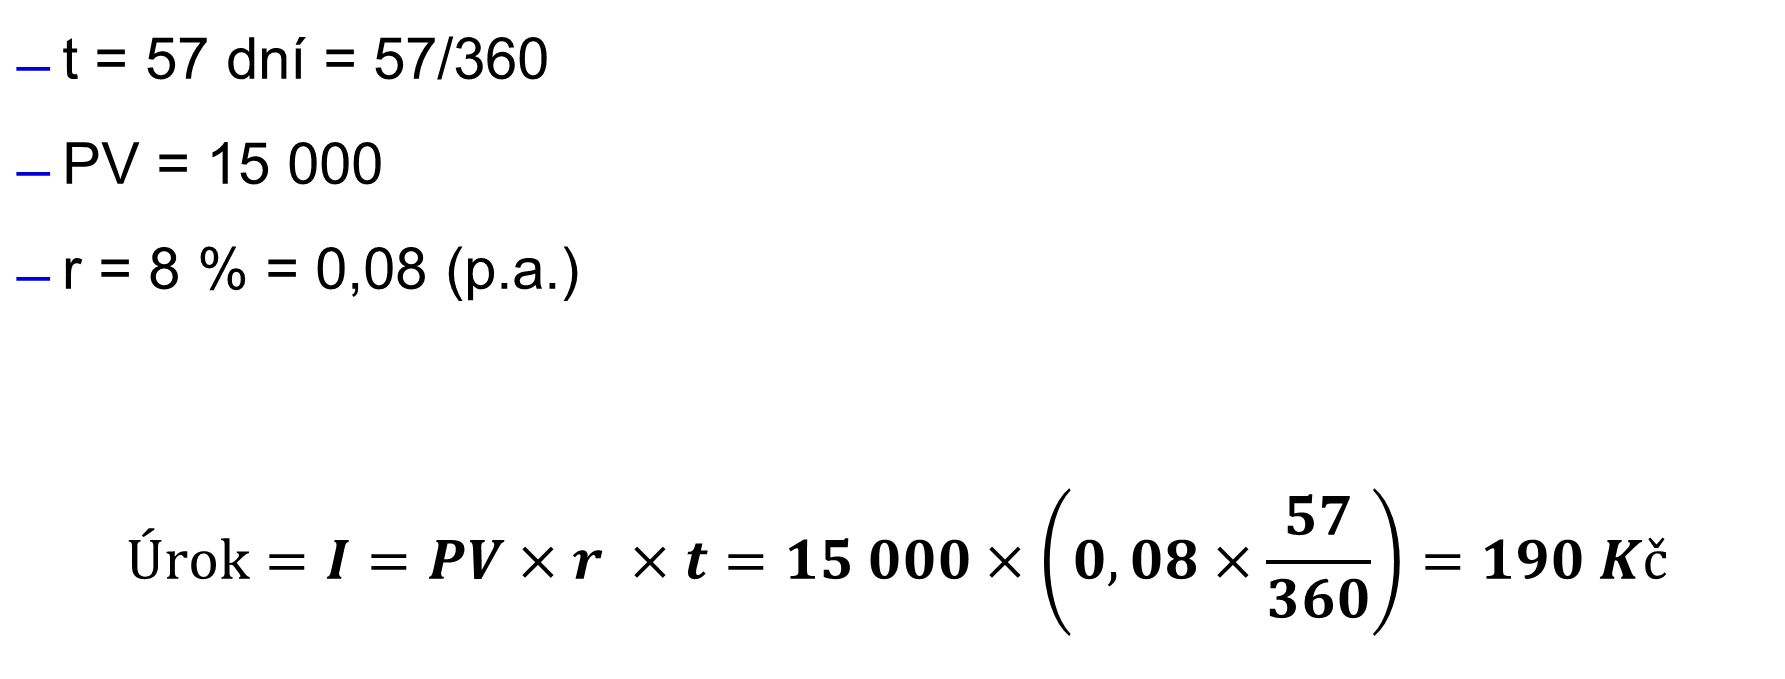 – t = 57 dní = 57/360
– PV = 15 000
– r = 8 % = 0,08 (p.a.)
Úrok = I = PV × r × t = 15 000 × (0,08 × 57/360) = 190 Kč